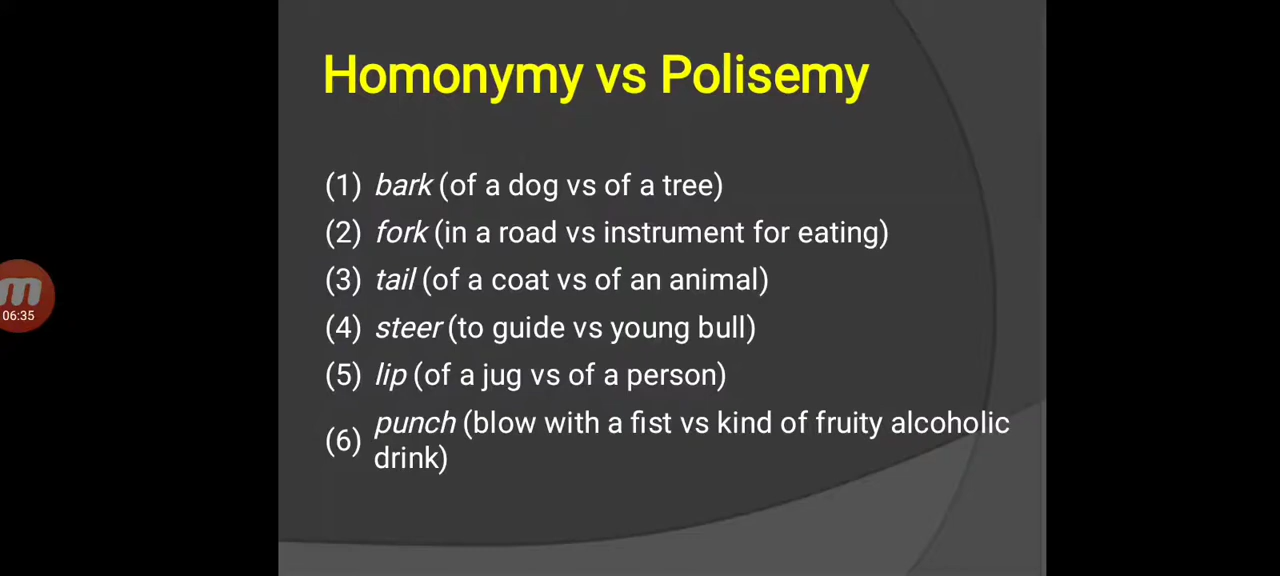 Homonymy vs Polisemy
(1) bark (of a dog vs of a tree)
(2) fork (in a road vs instrument for eating)
(3) tail (of a coat vs of an animal)
(4) steer (to guide vs young bull)
(5) lip (of a jug vs of a person)
(6) punch (blow with a fist vs kind of fruity alcoholic
drink)
06:35